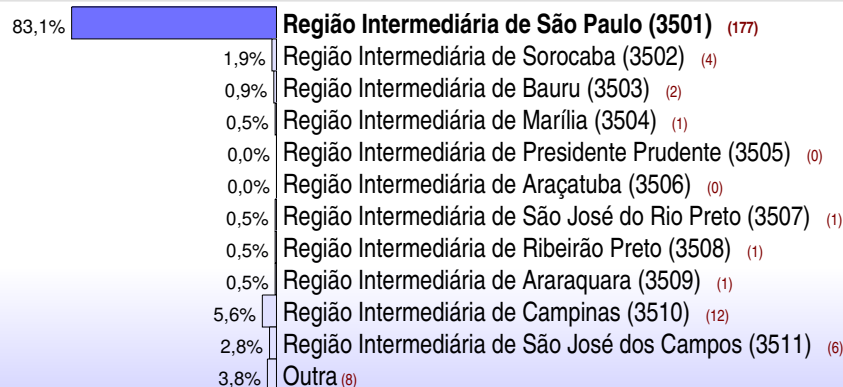 83,1% Região Intermediária de São Paulo (3501) (177)
1,9% Região Intermediária de Sorocaba (3502) (4)
0,9% Região Intermediária de Bauru (3503) (2)
0,5% Região Intermediária de Marília (3504) (1)
0,0% Região Intermediária de Presidente Prudente (3505) (0)
0,0% Região Intermediária de Araçatuba (3506) (0)
0,5% Região Intermediária de São José do Rio Preto (3507) (1)
0,5% Região Intermediária de Ribeirão Preto (3508) (1)
0,5% Região Intermediária de Araraquara (3509) (1)
5,6% Região Intermediária de Campinas (3510) (12)
2,8% Região Intermediária de São José dos Campos (3511) (6)
3,8% Outra (8)